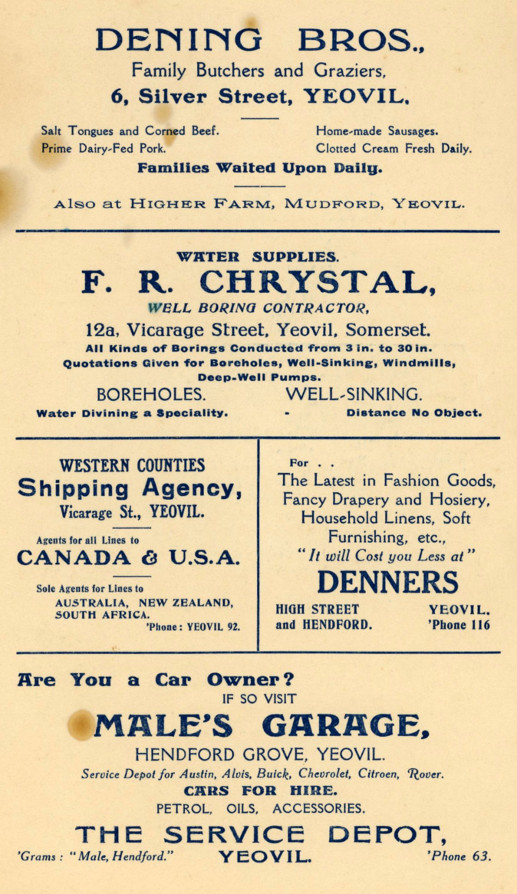 DENING BROS.,
Family Butchers and Graziers,
6, Silver Street, YEOVIL.
Salt Tongues and Corned Beef.
Home-made Sausages.
Prime Dairy-Fed Pork.
Clotted Cream Fresh Daily.
Families Waited Upon Daily.
Also at HIGHER FARM, MUDFORD, YEOVIL.
WATER SUPPLIES.
F. R. CHRYSTAL,
WELL BORING CONTRACTOR,
12a, Vicarage Street, Yeovil, Somerset.
All Kinds of Borings Conducted from 3 in. to 30 in.
Quotations Given for Boreholes, Well-Sinking, Windmills,
Deep-Well Pumps.
BOREHOLES. WELL-SINKING.
Water Divining a Speciality. - Distance No Object.
WESTERN COUNTIES
Shipping Agency,
Vicarage St., YEOVIL.
Agents for all Lines to
CANADA & U.S.A.
Sole Agents for Lines to
AUSTRALIA, NEW ZEALAND,
SOUTH AFRICA.
'Phone: YEOVIL 92.
For . .
The Latest in Fashion Goods,
Fancy Drapery and Hosiery,
Household Linens, Soft
Furnishing, etc.,
"It will Cost you Less at"
DENNERS
HIGH STREET YEOVIL.
and HENDFORD. 'Phone 116
Are You a Car Owner?
IF SO VISIT
MALE'S GARAGE,
HENDFORD GROVE, YEOVIL.
Service Depot for Austin, Alvis, Buick, Chevrolet, Citroen, Rover.
CARS FOR HIRE.
PETROL, OILS, ACCESSORIES.
THE SERVICE DEPOT,
'Grams: "Male, Hendford." YEOVIL. 'Phone 63.